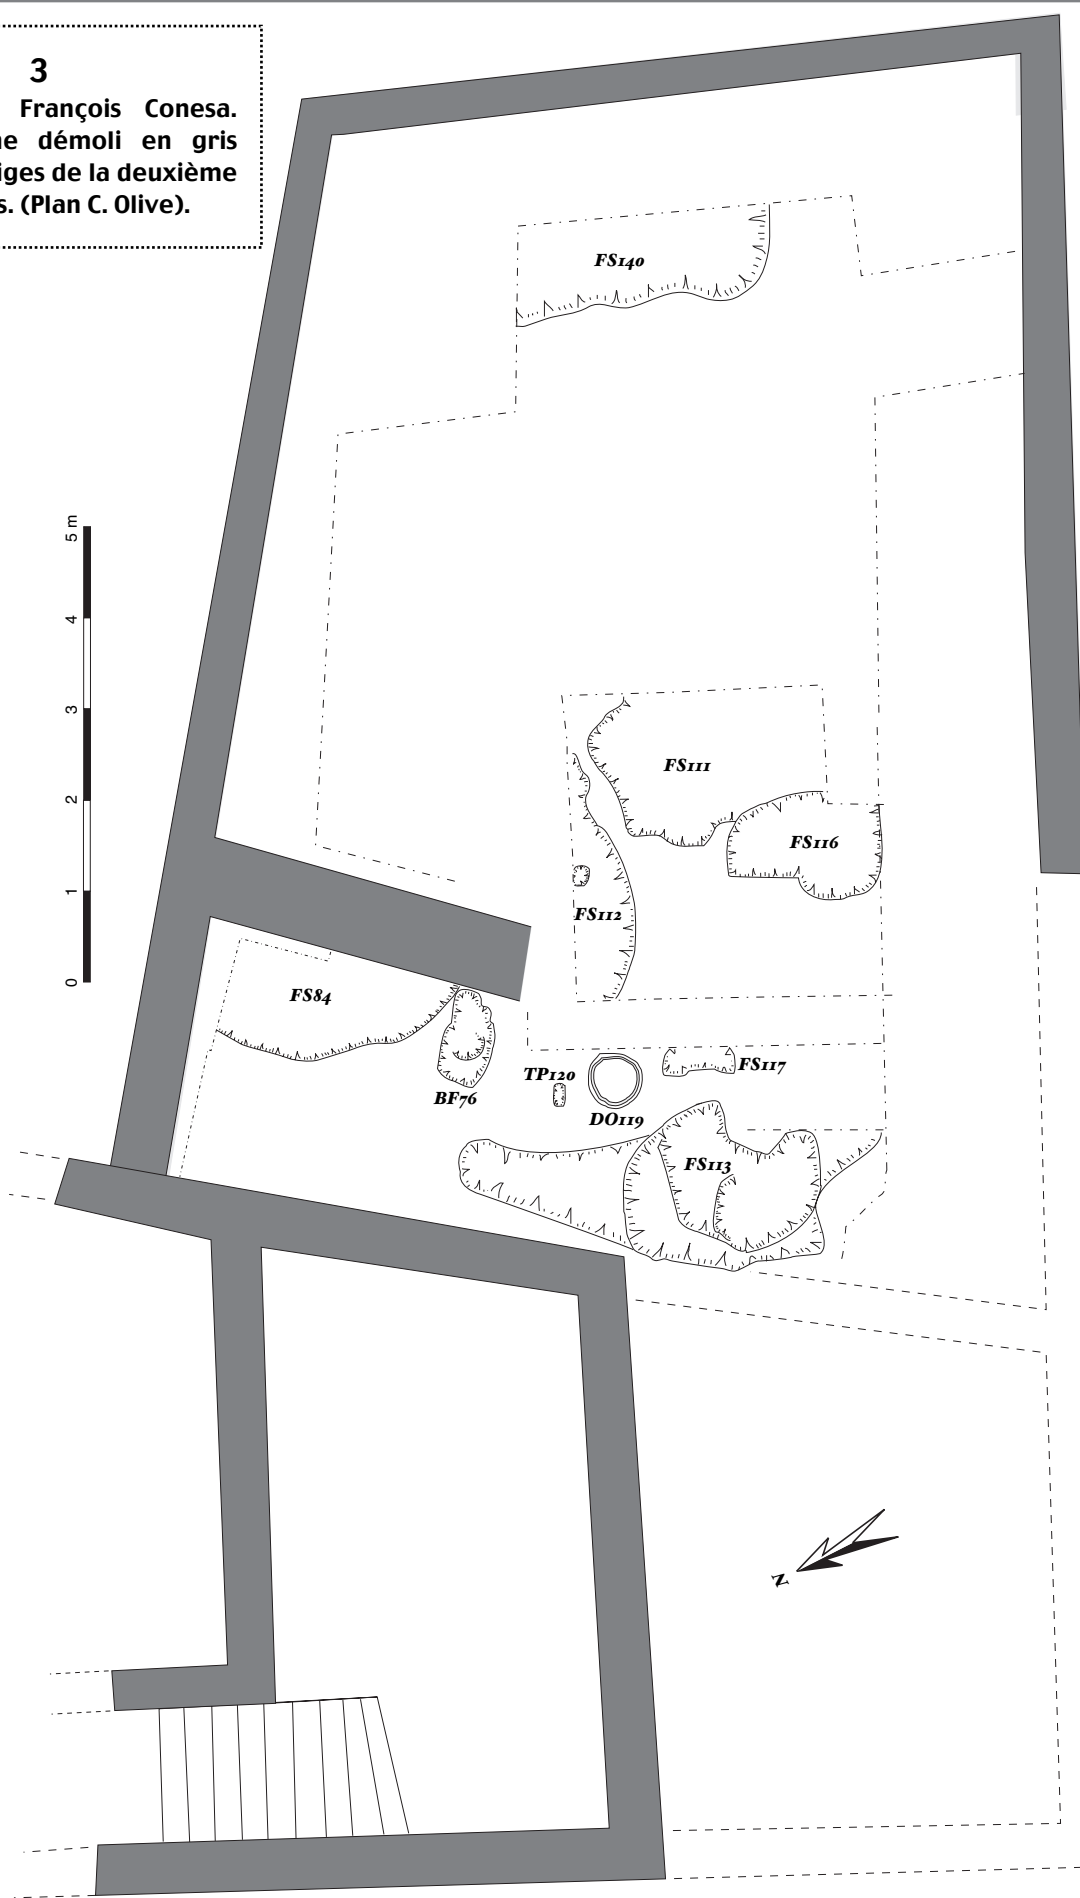 3
François Conesa.
démoli en gris
de la deuxième
(Plan C. Olive).
FS140
5 m
4
3
2
1
0
FS111
FS116
FS112
FS84
BF76
TP120
DO119
FS117
FS113
N